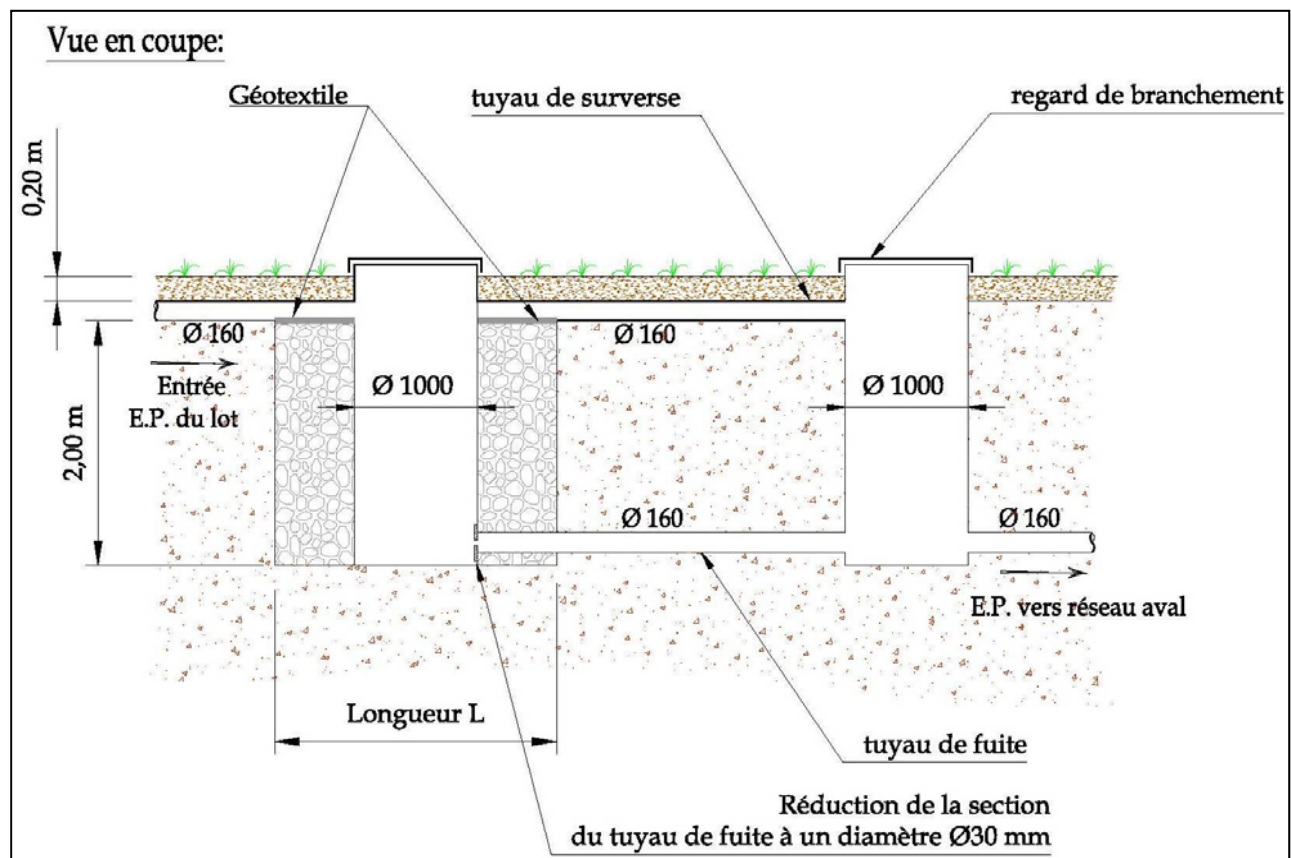 Vue en coupe:
Géotextile
tuyau de surverse
regard de branchement
0,20 m
Ø 160
Ø 160
Entrée
E.P. du lot
Ø 1000
Ø 1000
2,00 m
Ø 160
Ø 160
E.P. vers réseau aval
Longueur L
tuyau de fuite
Réduction de la section
du tuyau de fuite à un diamètre Ø30 mm